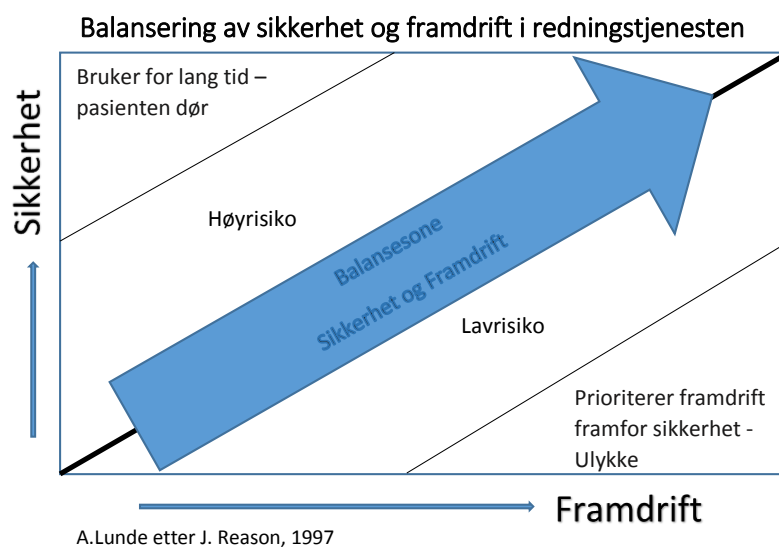 Balansering av sikkerhet og framdrift i redningstjenesten
Bruker for lang tid –
pasienten dør
Sikkerhet
Høyrisiko
Balansesone
Sikkerhet og Framdrift
Lavrisiko
Prioriterer framdrift
framfor sikkerhet -
Ulykke
Framdrift
A.Lunde etter J. Reason, 1997